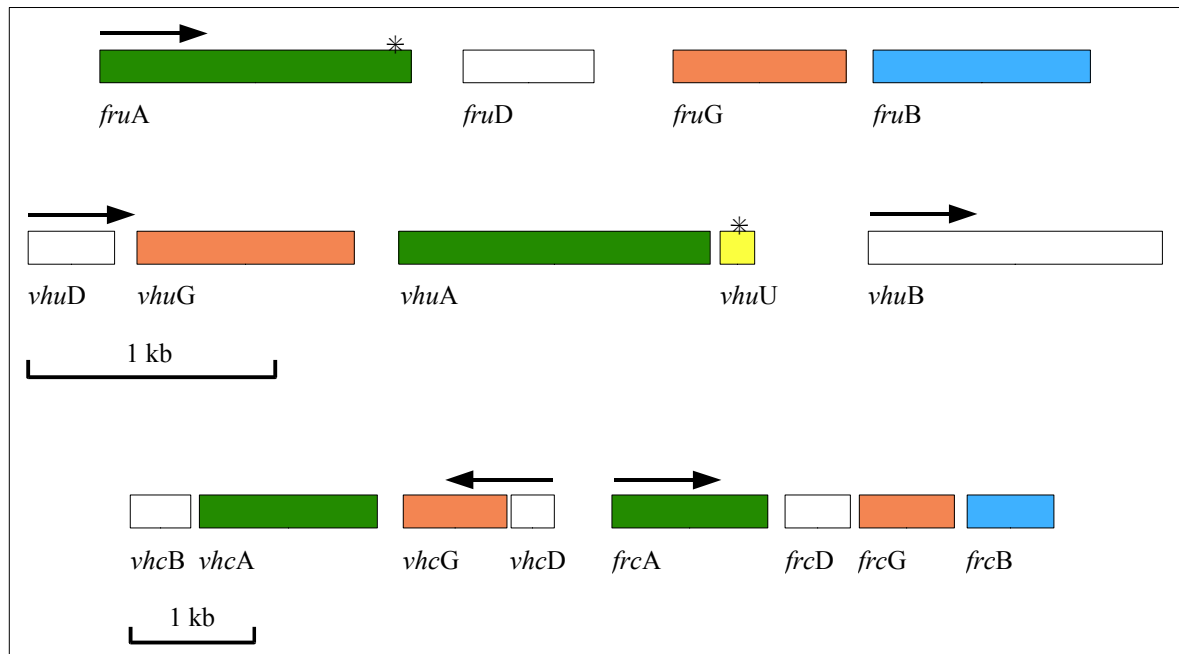 fruA fruD fruG fruB
vhuD vhuG vhuA vhuU vhuB
1 kb
vhcB vhcA vhcG vhcD frcA frcD frcG frcB
1 kb